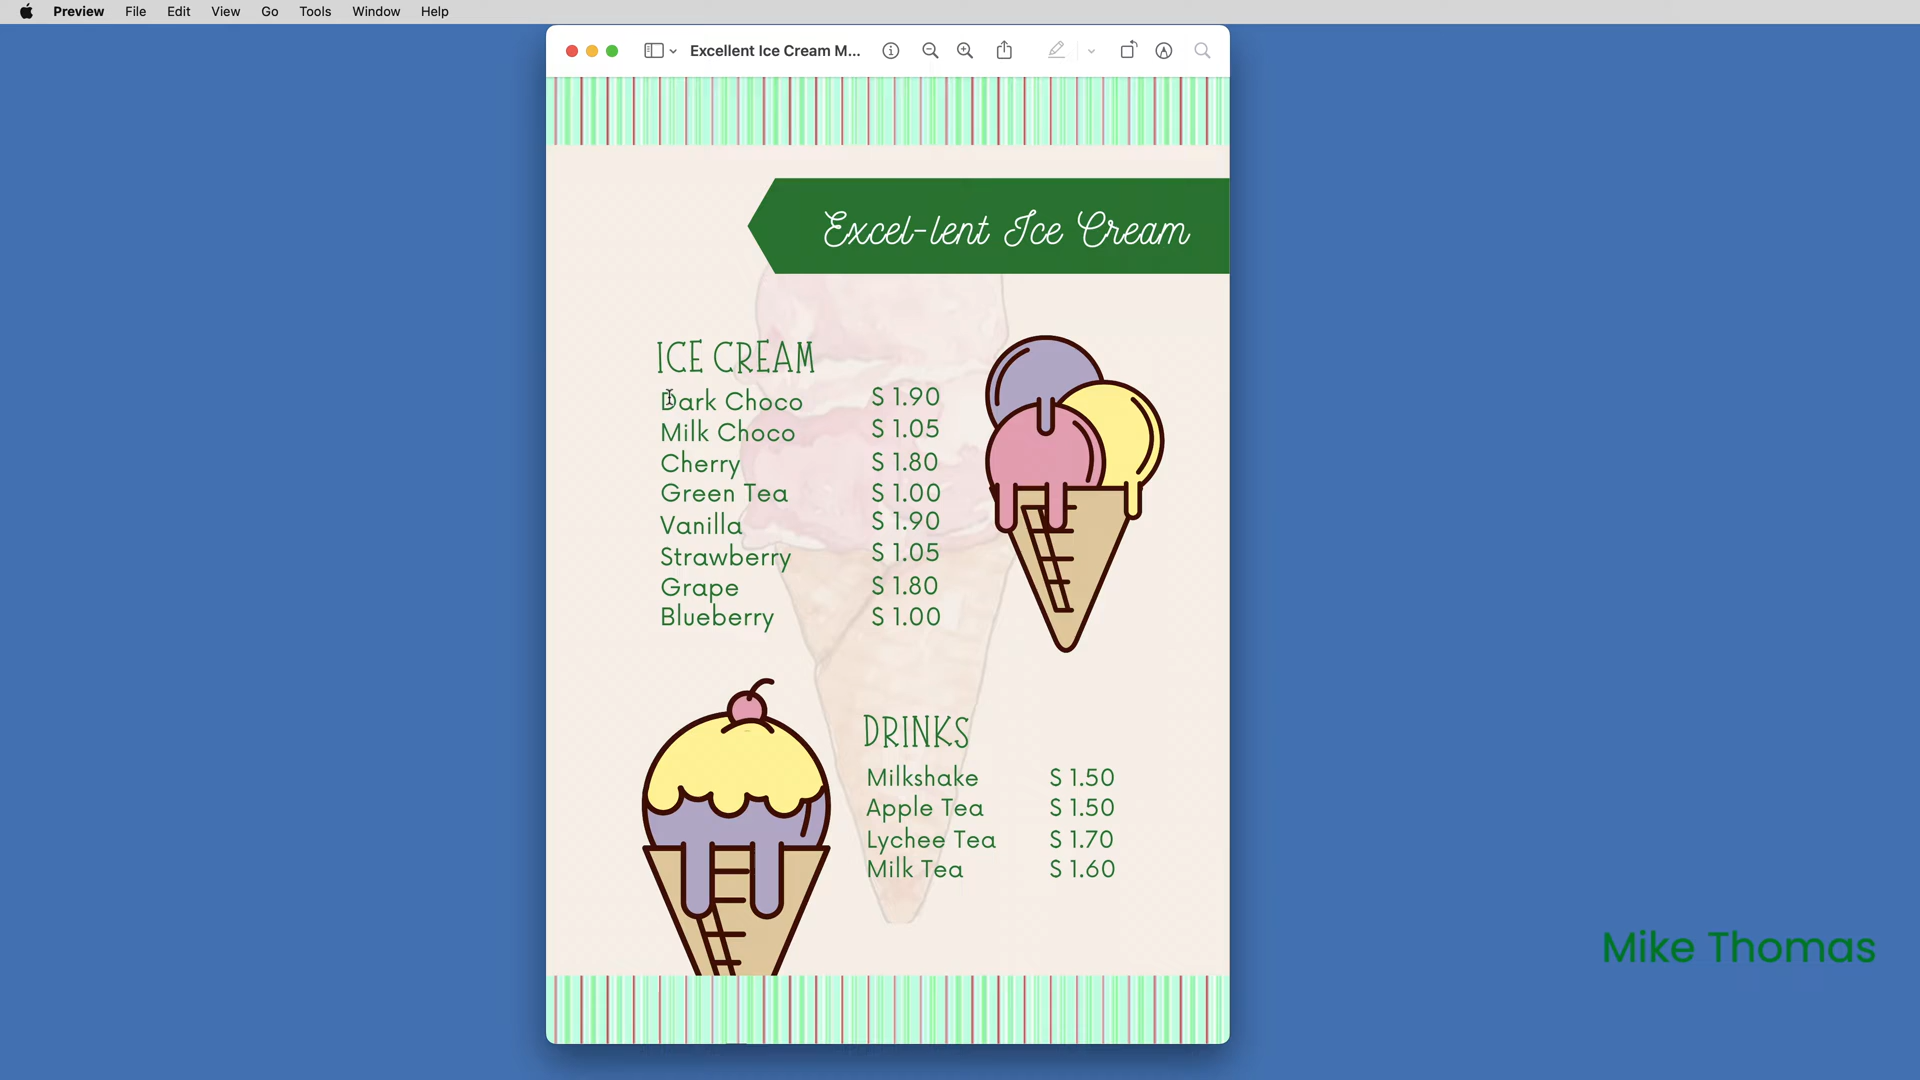 Preview File Edit View Go Tools Window Help
Excellent Ice Cream M...
Excel-lent Ice Cream
ICE CREAM
Dark Choco $ 1.90
Milk Choco $ 1.05
Cherry $ 1.80
Green Tea $ 1.00
Vanilla $ 1.90
Strawberry $ 1.05
Grape $ 1.80
Blueberry $ 1.00
DRINKS
Milkshake $ 1.50
Apple Tea $ 1.50
Lychee Tea $ 1.70
Milk Tea $ 1.60
Mike Thomas